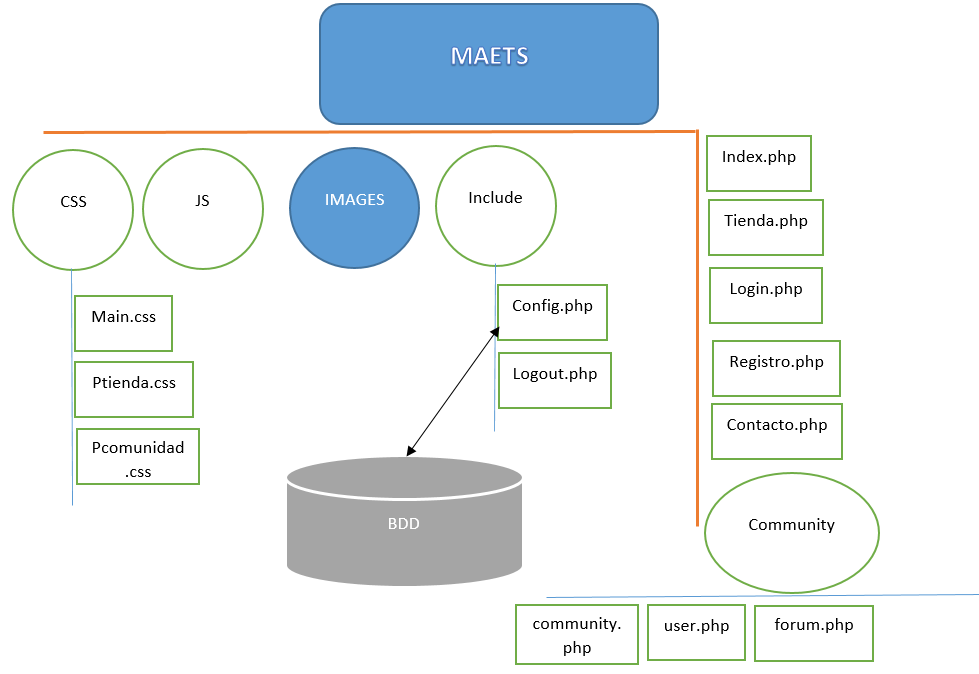 MAETS
CSS
JS
IMAGES
Include
Index.php
Tienda.php
Login.php
Registro.php
Contacto.php
Main.css
Ptienda.css
Pcomunidad
.css
Config.php
Logout.php
BDD
Community
community.
php
user.php
forum.php